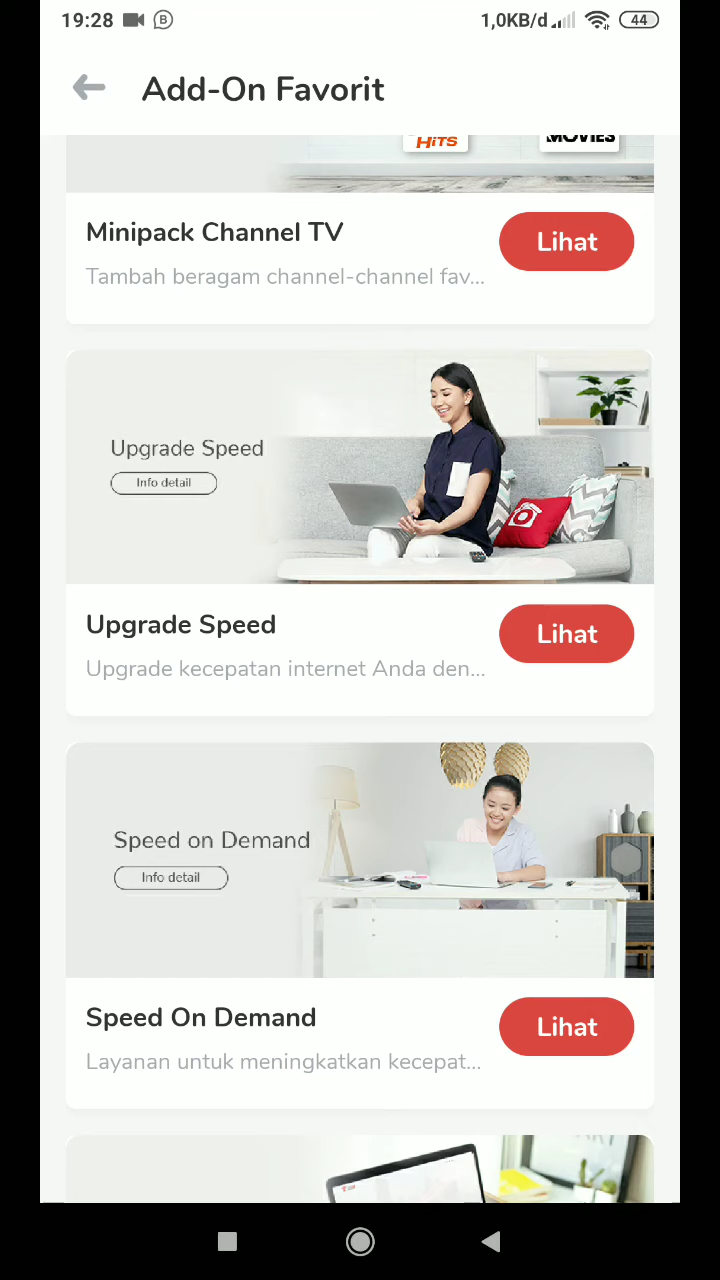 19:28
1,0KB/d
44
Add-On Favorit
HITS
MOVIES
Minipack Channel TV
Lihat
Tambah beragam channel-channel fav...
Upgrade Speed
Info detail
Upgrade Speed
Lihat
Upgrade kecepatan internet Anda den...
Speed on Demand
Info detail
Speed On Demand
Lihat
Layanan untuk meningkatkan kecepat...